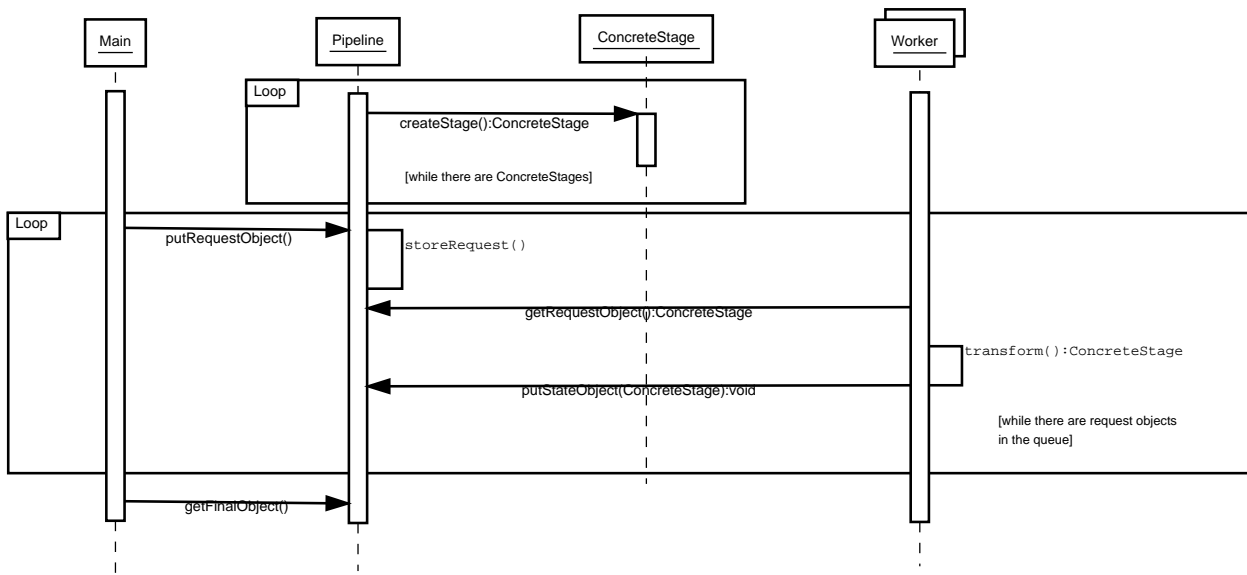 Main
Pipeline
ConcreteStage
Worker
Loop
createStage():ConcreteStage
[while there are ConcreteStages]
Loop
putRequestObject()
storeRequest()
getRequestObject():ConcreteStage
transform():ConcreteStage
putStateObject(ConcreteStage):void
[while there are request objects
in the queue]
getFinalObject()